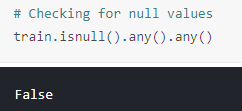 # Checking for null values
train.isnull().any().any()
False